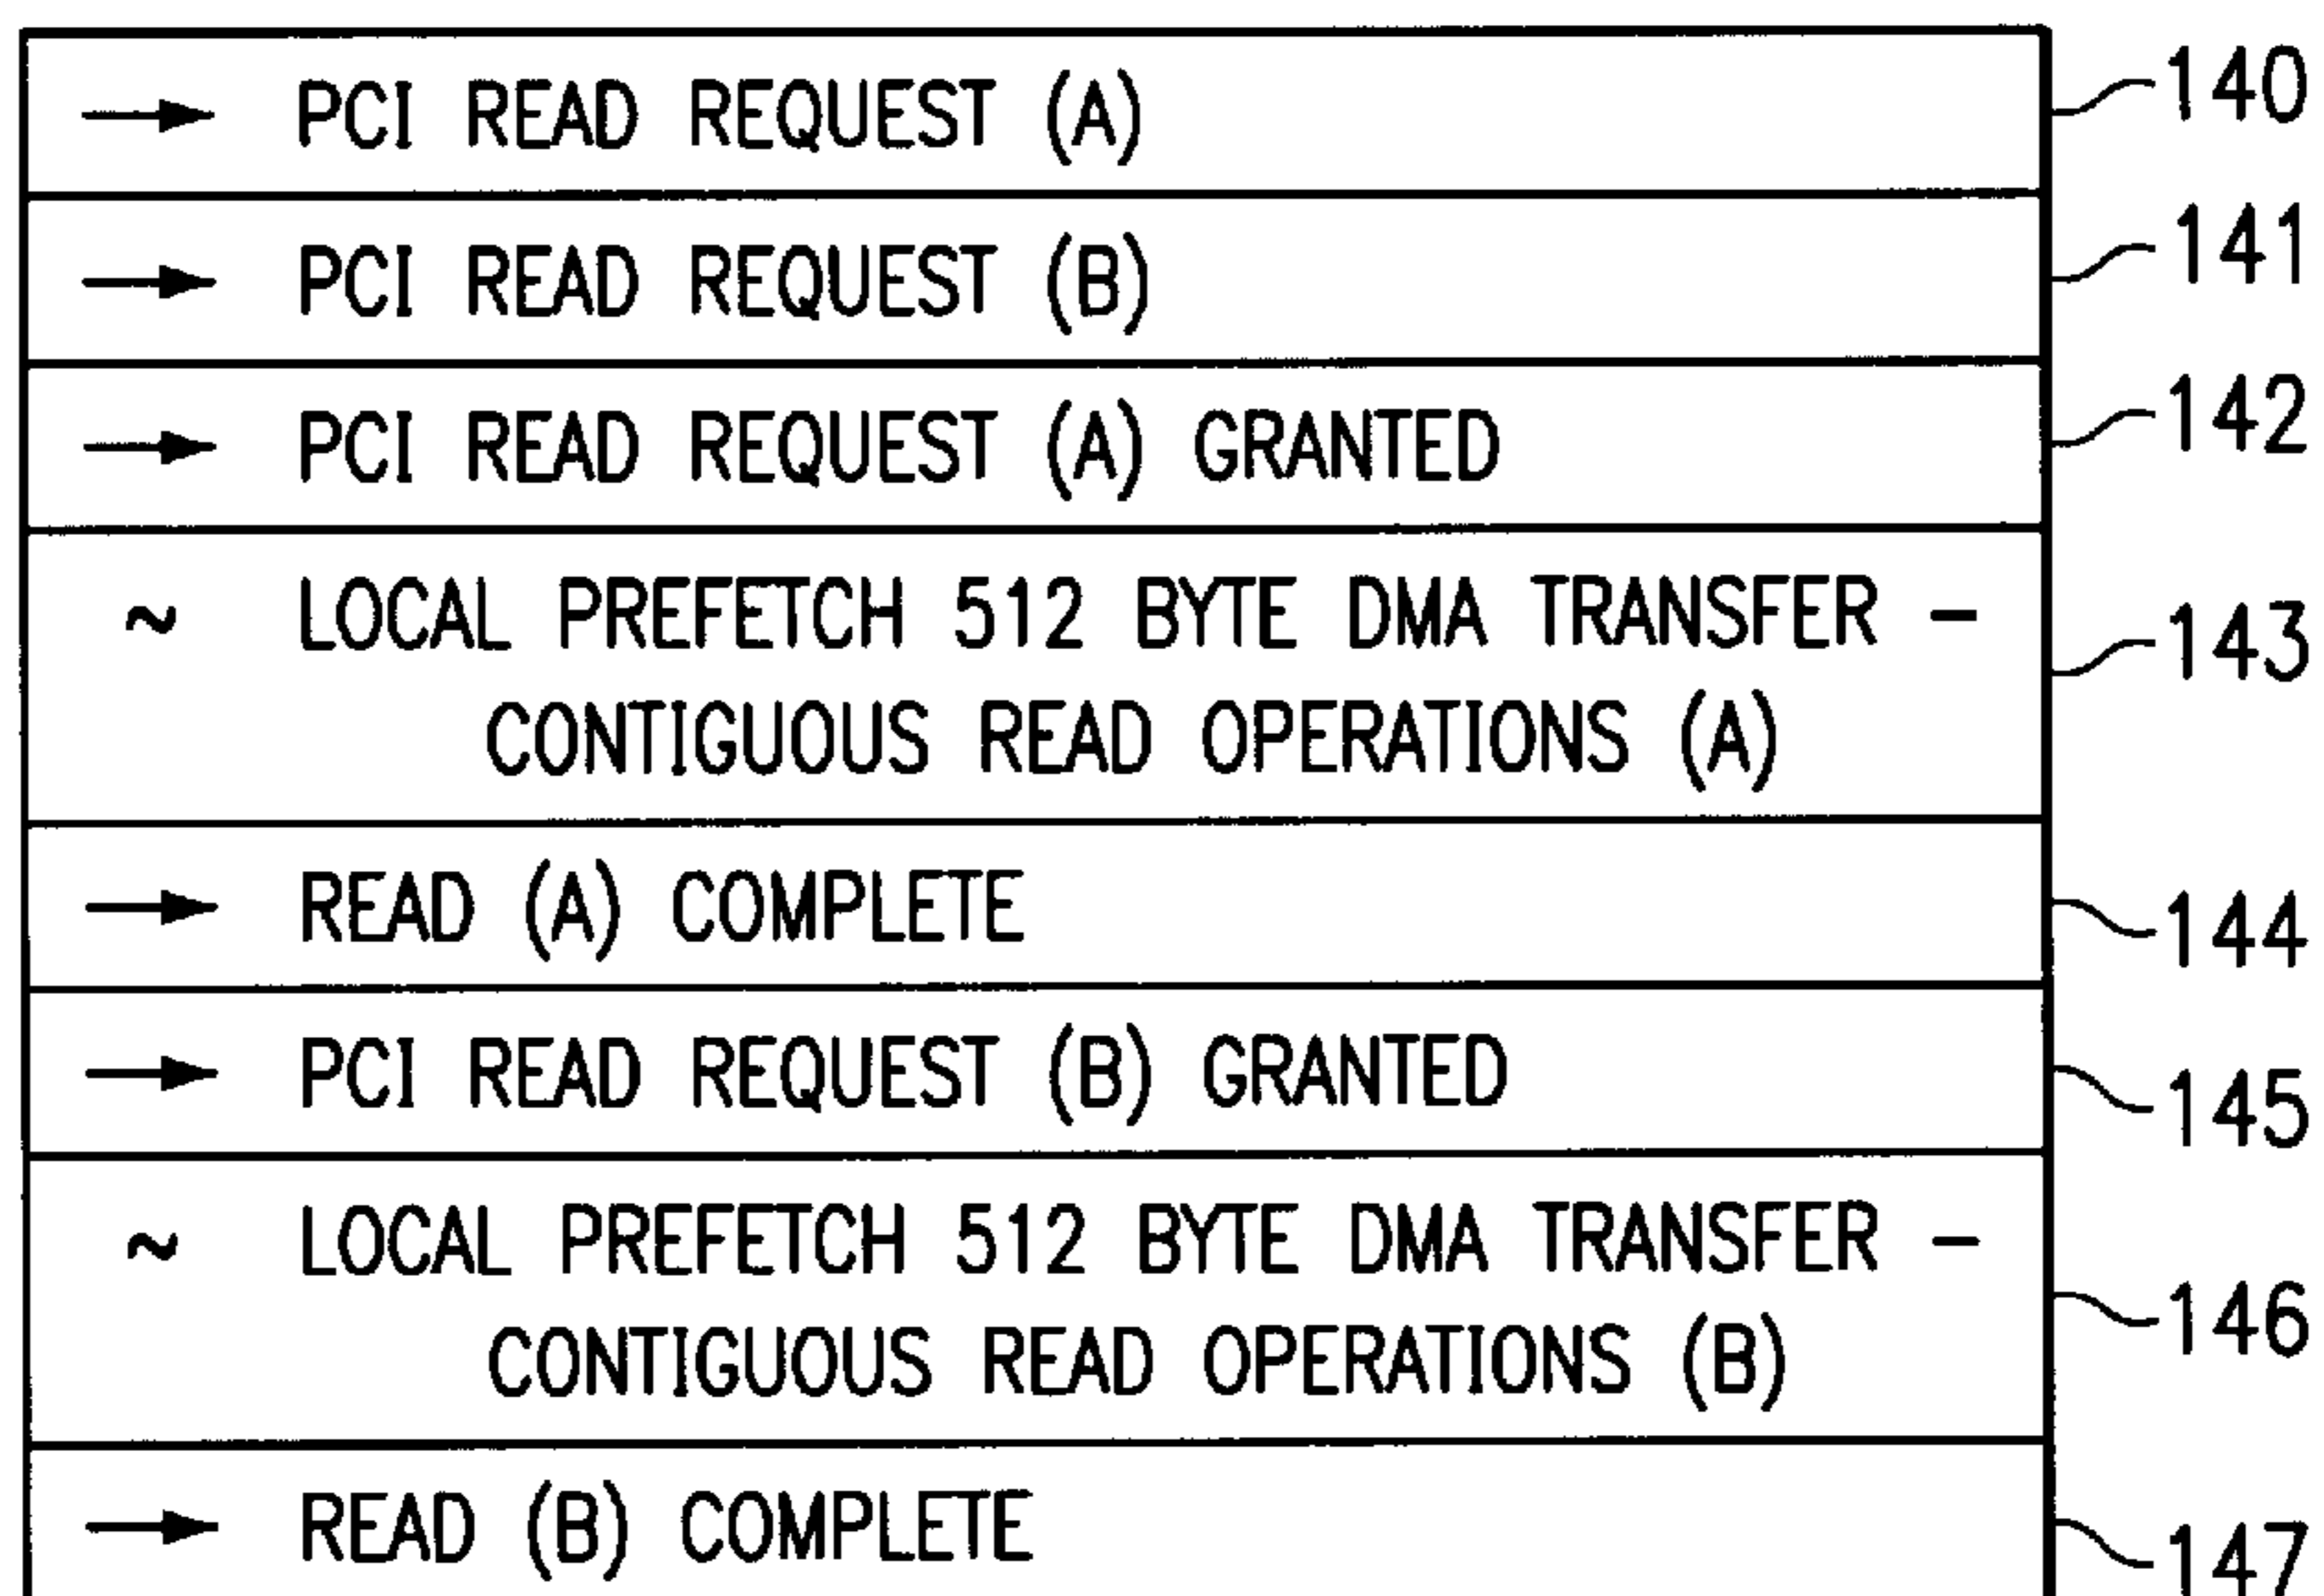 → PCI READ REQUEST (A) 140
→ PCI READ REQUEST (B) 141
→ PCI READ REQUEST (A) GRANTED 142
~ LOCAL PREFETCH 512 BYTE DMA TRANSFER –
CONTIGUOUS READ OPERATIONS (A) 143
→ READ (A) COMPLETE 144
→ PCI READ REQUEST (B) GRANTED 145
~ LOCAL PREFETCH 512 BYTE DMA TRANSFER –
CONTIGUOUS READ OPERATIONS (B) 146
→ READ (B) COMPLETE 147